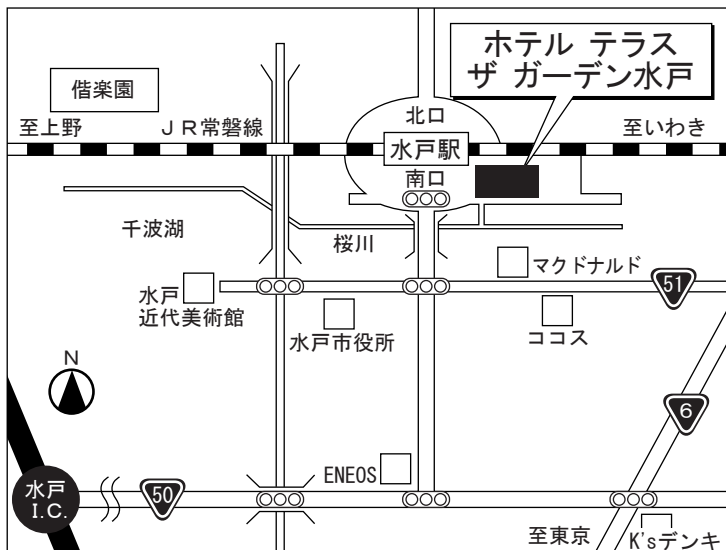 ホテル テラス
ザ ガーデン水戸
偕楽園
北口
至上野
JR常磐線
水戸駅
至いわき
南口
千波湖
桜川
マクドナルド
51
水戸
近代美術館
水戸市役所
ココス
N
6
ENEOS
水戸
I.C.
50
至東京
K'sデンキ